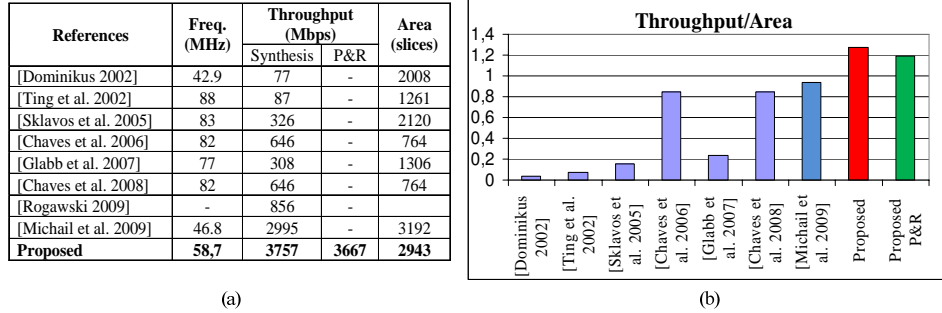 References Freq. (MHz) Throughput (Mbps) Area (slices)
Synthesis P&R
[Dominikus 2002] 42.9 77 - 2008
[Ting et al. 2002] 88 87 - 1261
[Sklavos et al. 2005] 83 326 - 2120
[Chaves et al. 2006] 82 646 - 764
[Glabb et al. 2007] 77 308 - 1306
[Chaves et al. 2008] 82 646 - 764
[Rogawski 2009] - 856 -
[Michail et al. 2009] 46.8 2995 - 3192
Proposed 58,7 3757 3667 2943
(a)
Throughput/Area
1,4
1,2
1
0,8
0,6
0,4
0,2
0
[Dominikus
2002]
[Ting et al.
2002]
[Sklavos et
al. 2005]
[Chaves et
al. 2006]
[Glabb et
al. 2007]
[Chaves et
al. 2008]
[Michail et
al. 2009]
Proposed
Proposed
P&R
(b)